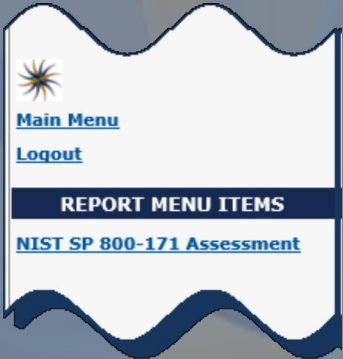 Main Menu
Logout
REPORT MENU ITEMS
NIST SP 800-171 Assessment